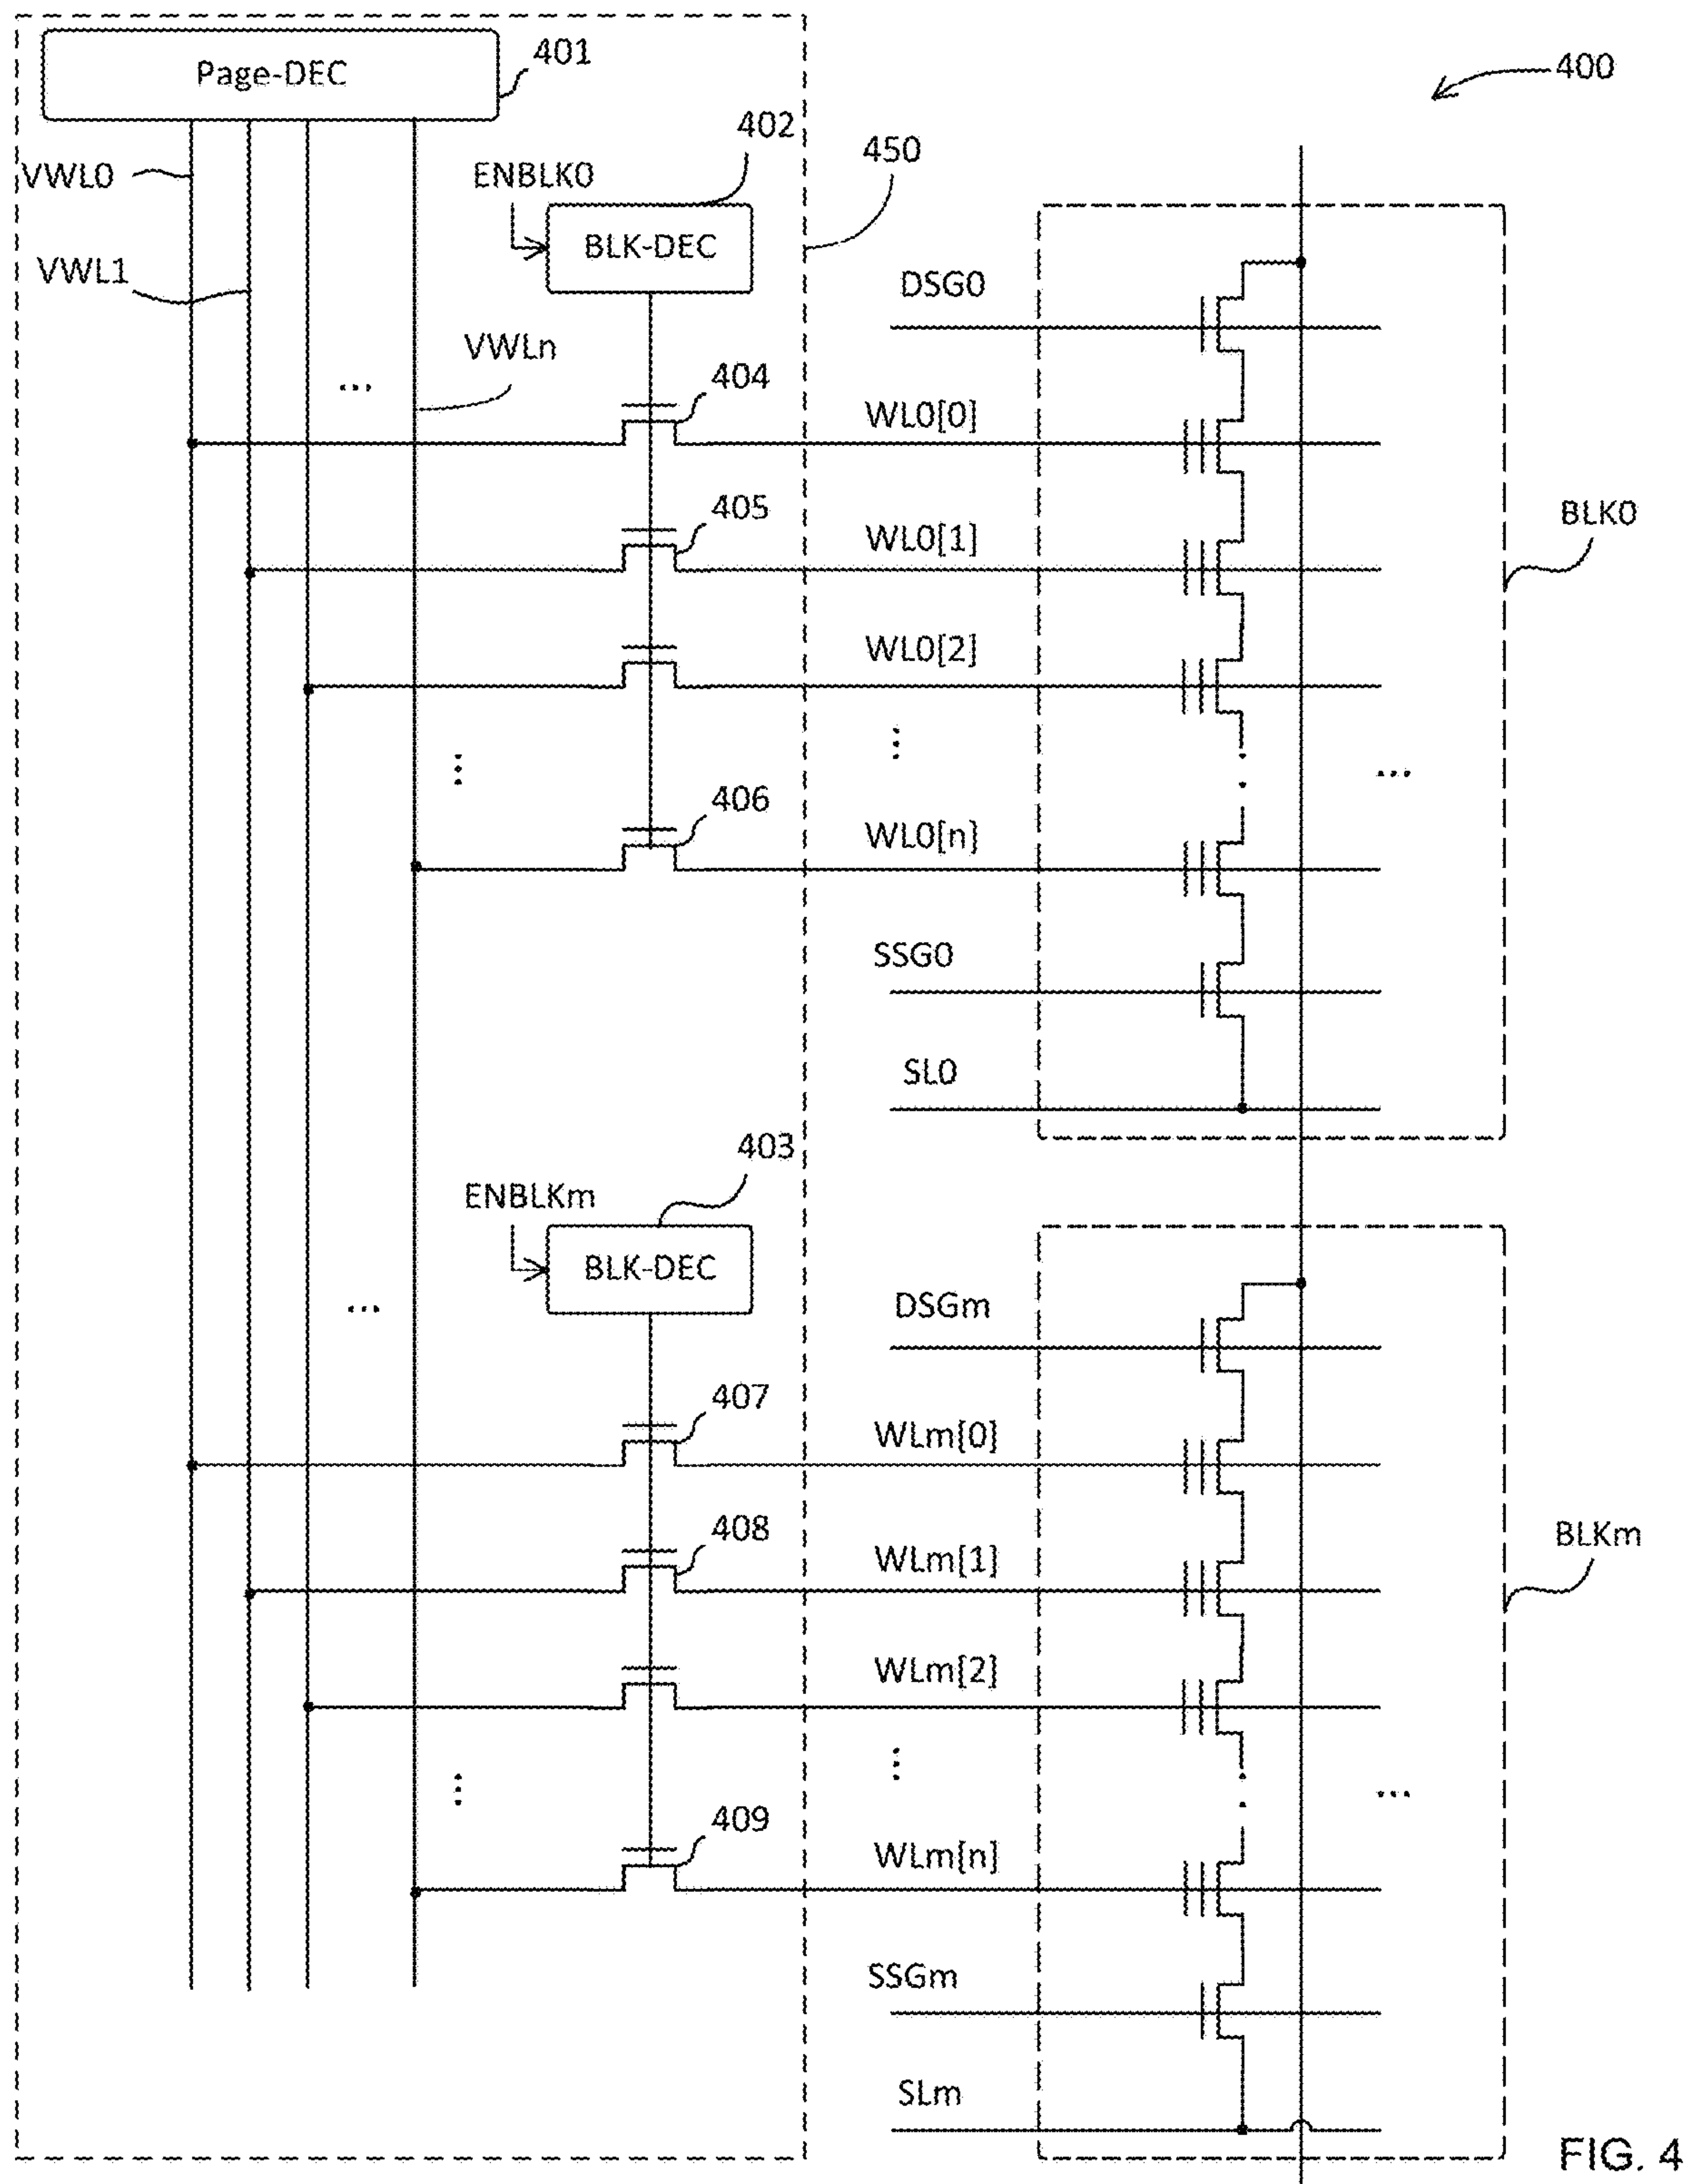 Page-DEC
401
400
402
450
VWL0
ENBLK0
BLK-DEC
VWL1
DSG0
VWLn
...
404
WL0[0]
405
WL0[1]
BLK0
WL0[2]
...
...
...
406
WL0[n]
SSG0
SL0
403
ENBLKm
BLK-DEC
...
DSGm
407
WLm[0]
408
WLm[1]
BLKm
WLm[2]
...
...
...
409
WLm[n]
SSGm
SLm
FIG. 4